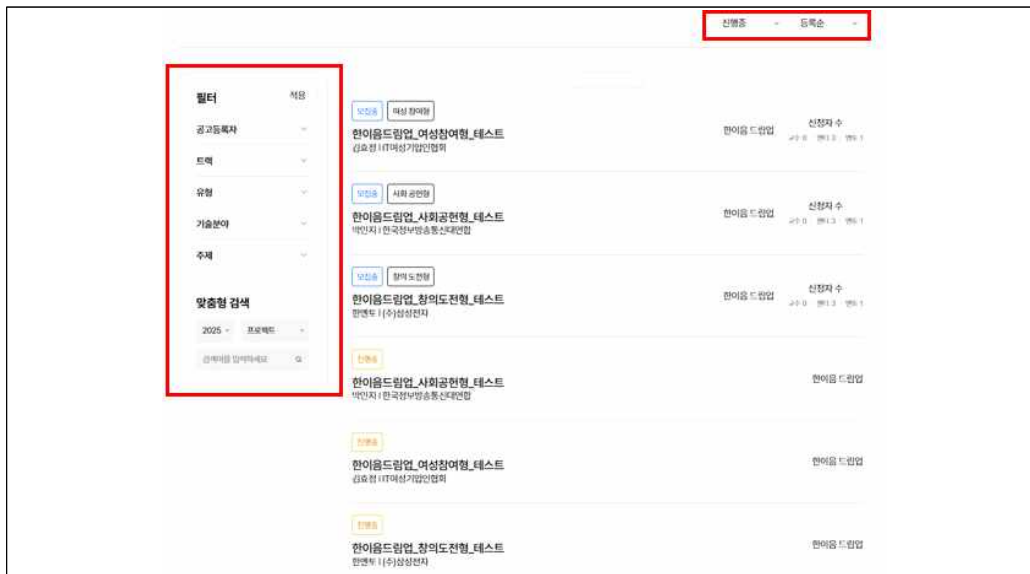 진행중 등록순
필터 적용
공고등록자
트랙
유형
기술분야
주제
맞춤형 검색
2025 프로젝트
검색어를 입력하세요
모집중 여성 참여형
한이음드림업_여성참여형_테스트
김효정 I IT여성기업인협회
한이음 드림업
신청자 수
모집중 사회 공헌형
한이음드림업_사회공헌형_테스트
박민지 I 한국정보방송통신대연합
한이음 드림업
신청자 수
모집중 창의 도전형
한이음드림업_창의도전형_테스트
한멘토 I (수)삼성전자
한이음 드림업
신청자 수
진행중
한이음드림업_사회공헌형_테스트
박민지 I 한국정보방송통신대연합
한이음 드림업
진행중
한이음드림업_여성참여형_테스트
김효정 I IT여성기업인협회
한이음 드림업
진행중
한이음드림업_창의도전형_테스트
한멘토 I (수)삼성전자
한이음 드림업